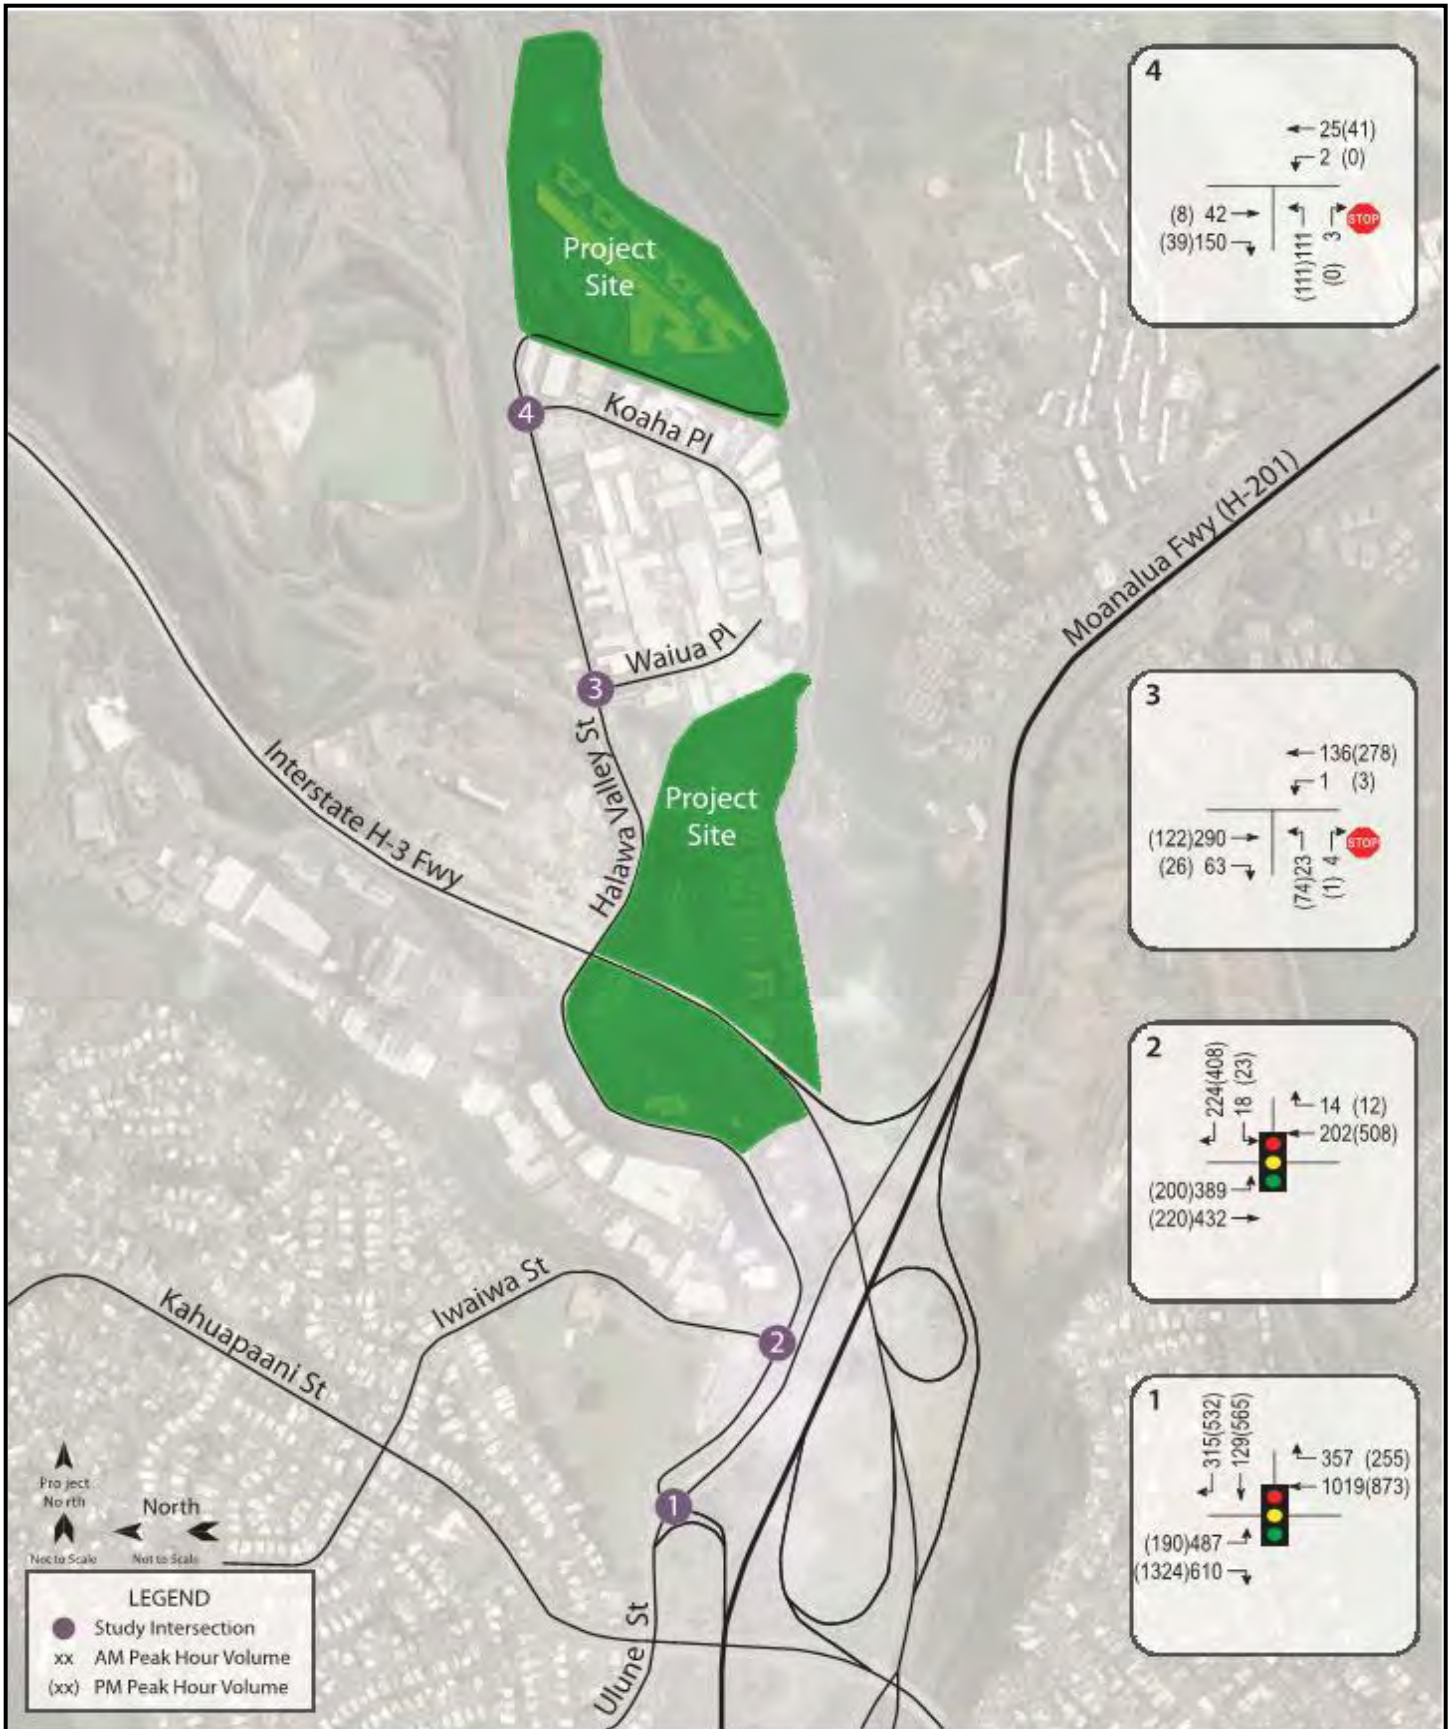 4
25(41)
2 (0)
(8) 42
(39)150
(111)111
(0) 3
STOP
Project
Site
4
Koaha Pl
Moanalua Fwy (H-201)
Waiua Pl
3
3
136(278)
1 (3)
(122)290
(26) 63
(74)23
(1) 4
STOP
Halawa Valley St
Project
Site
Interstate H-3 Fwy
2
224(408)
18 (23)
14 (12)
202(508)
(200)389
(220)432
Iwaiwa St
Kahuapaani St
2
1
315(532)
129(565)
357 (255)
1019(873)
(190)487
(1324)610
1
Ulune St
Project
North
Not to Scale
North
Not to Scale
LEGEND
Study Intersection
xx AM Peak Hour Volume
(xx) PM Peak Hour Volume